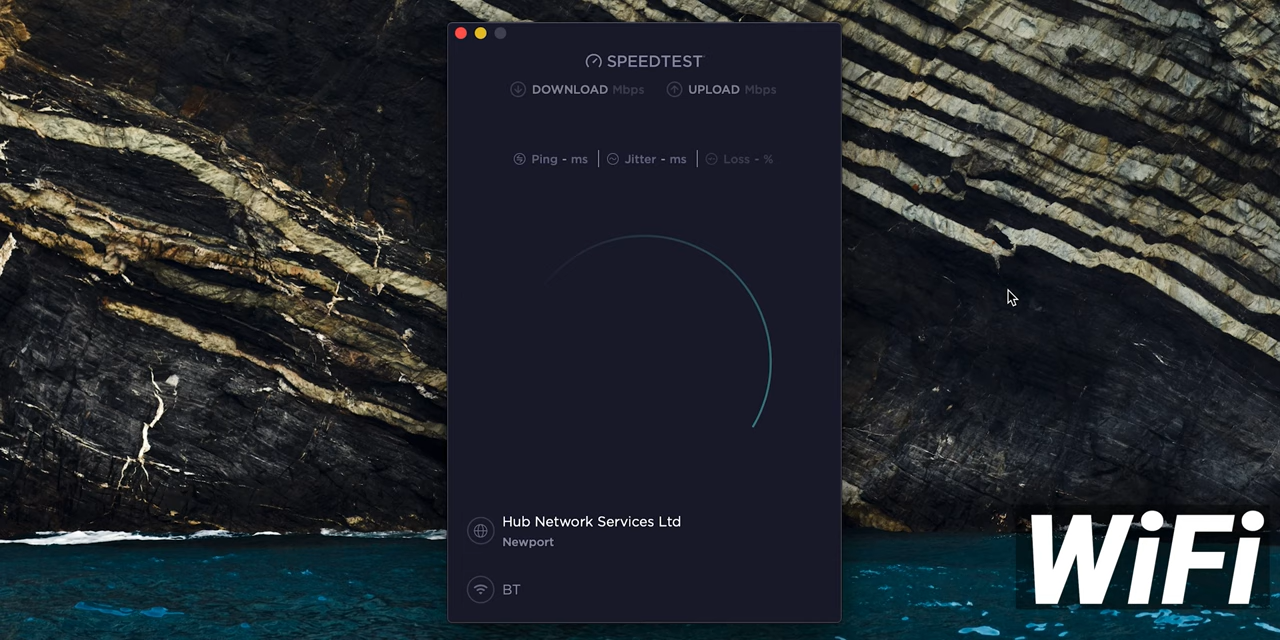 SPEEDTEST
DOWNLOAD Mbps UPLOAD Mbps
Ping - ms Jitter - ms Loss - %
Hub Network Services Ltd
Newport
BT
WiFi